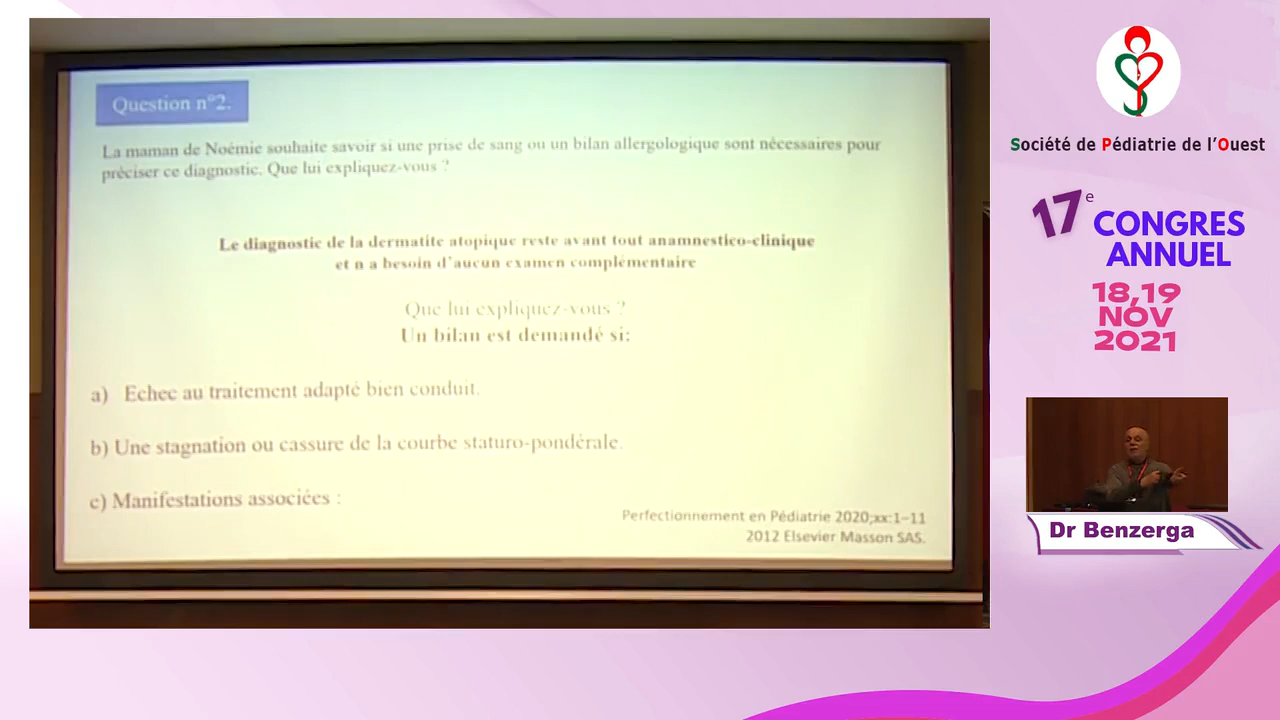 Question n°2.
La maman de Noémie souhaite savoir si une prise de sang ou un bilan allergologique sont nécessaires pour
préciser ce diagnostic. Que lui expliquez-vous ?
Le diagnostic de la dermatite atopique reste avant tout anamnestico-clinique
et n a besoin d'aucun examen complémentaire
Que lui expliquez-vous ?
Un bilan est demandé si:
a) Echec au traitement adapté bien conduit.
b) Une stagnation ou cassure de la courbe staturo-pondérale.
c) Manifestations associées :
Perfectionnement en Pédiatrie 2020;xx:1–11
2012 Elsevier Masson SAS.
Société de Pédiatrie de l'Ouest
17e CONGRES
ANNUEL
18,19
NOV
2021
Dr Benzerga